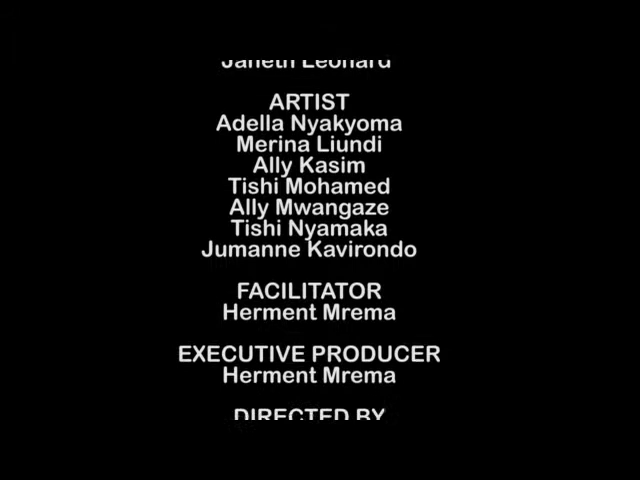 Janeth Leonard
ARTIST
Adella Nyakyoma
Merina Liundi
Ally Kasim
Tishi Mohamed
Ally Mwangaze
Tishi Nyamaka
Jumanne Kavirondo
FACILITATOR
Herment Mrema
EXECUTIVE PRODUCER
Herment Mrema
DIRECTED BY